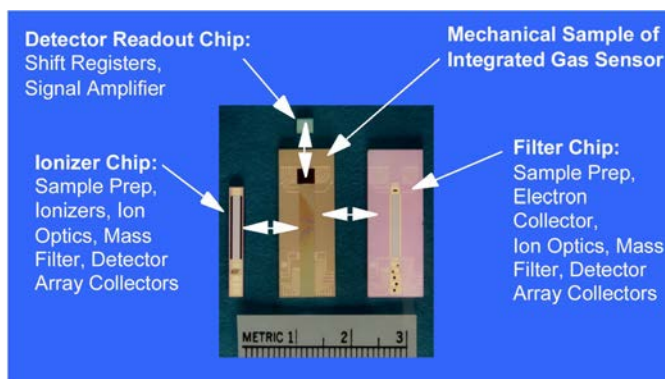 Detector Readout Chip:
Shift Registers,
Signal Amplifier
Mechanical Sample of
Integrated Gas Sensor
Ionizer Chip:
Sample Prep,
Ionizers, Ion
Optics, Mass
Filter, Detector
Array Collectors
Filter Chip:
Sample Prep,
Electron
Collector,
Ion Optics, Mass
Filter, Detector
Array Collectors
METRIC 1 2 3